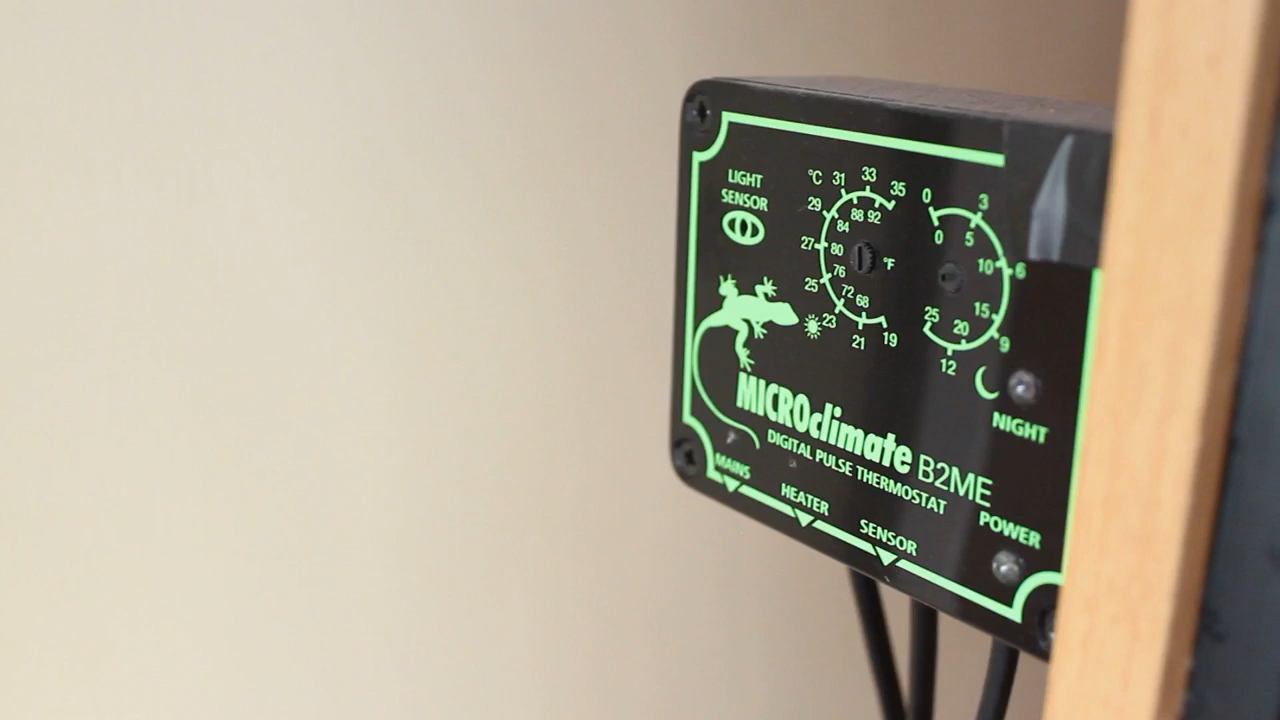 LIGHT
SENSOR
°C 31 33 35
29
27
25
23
21
19
88 92
84
80
76
72 68
°F
0 3
6
9
12
0 5
10
15
20
25
NIGHT
MICROclimate B2ME
DIGITAL PULSE THERMOSTAT
MAINS
HEATER
SENSOR
POWER